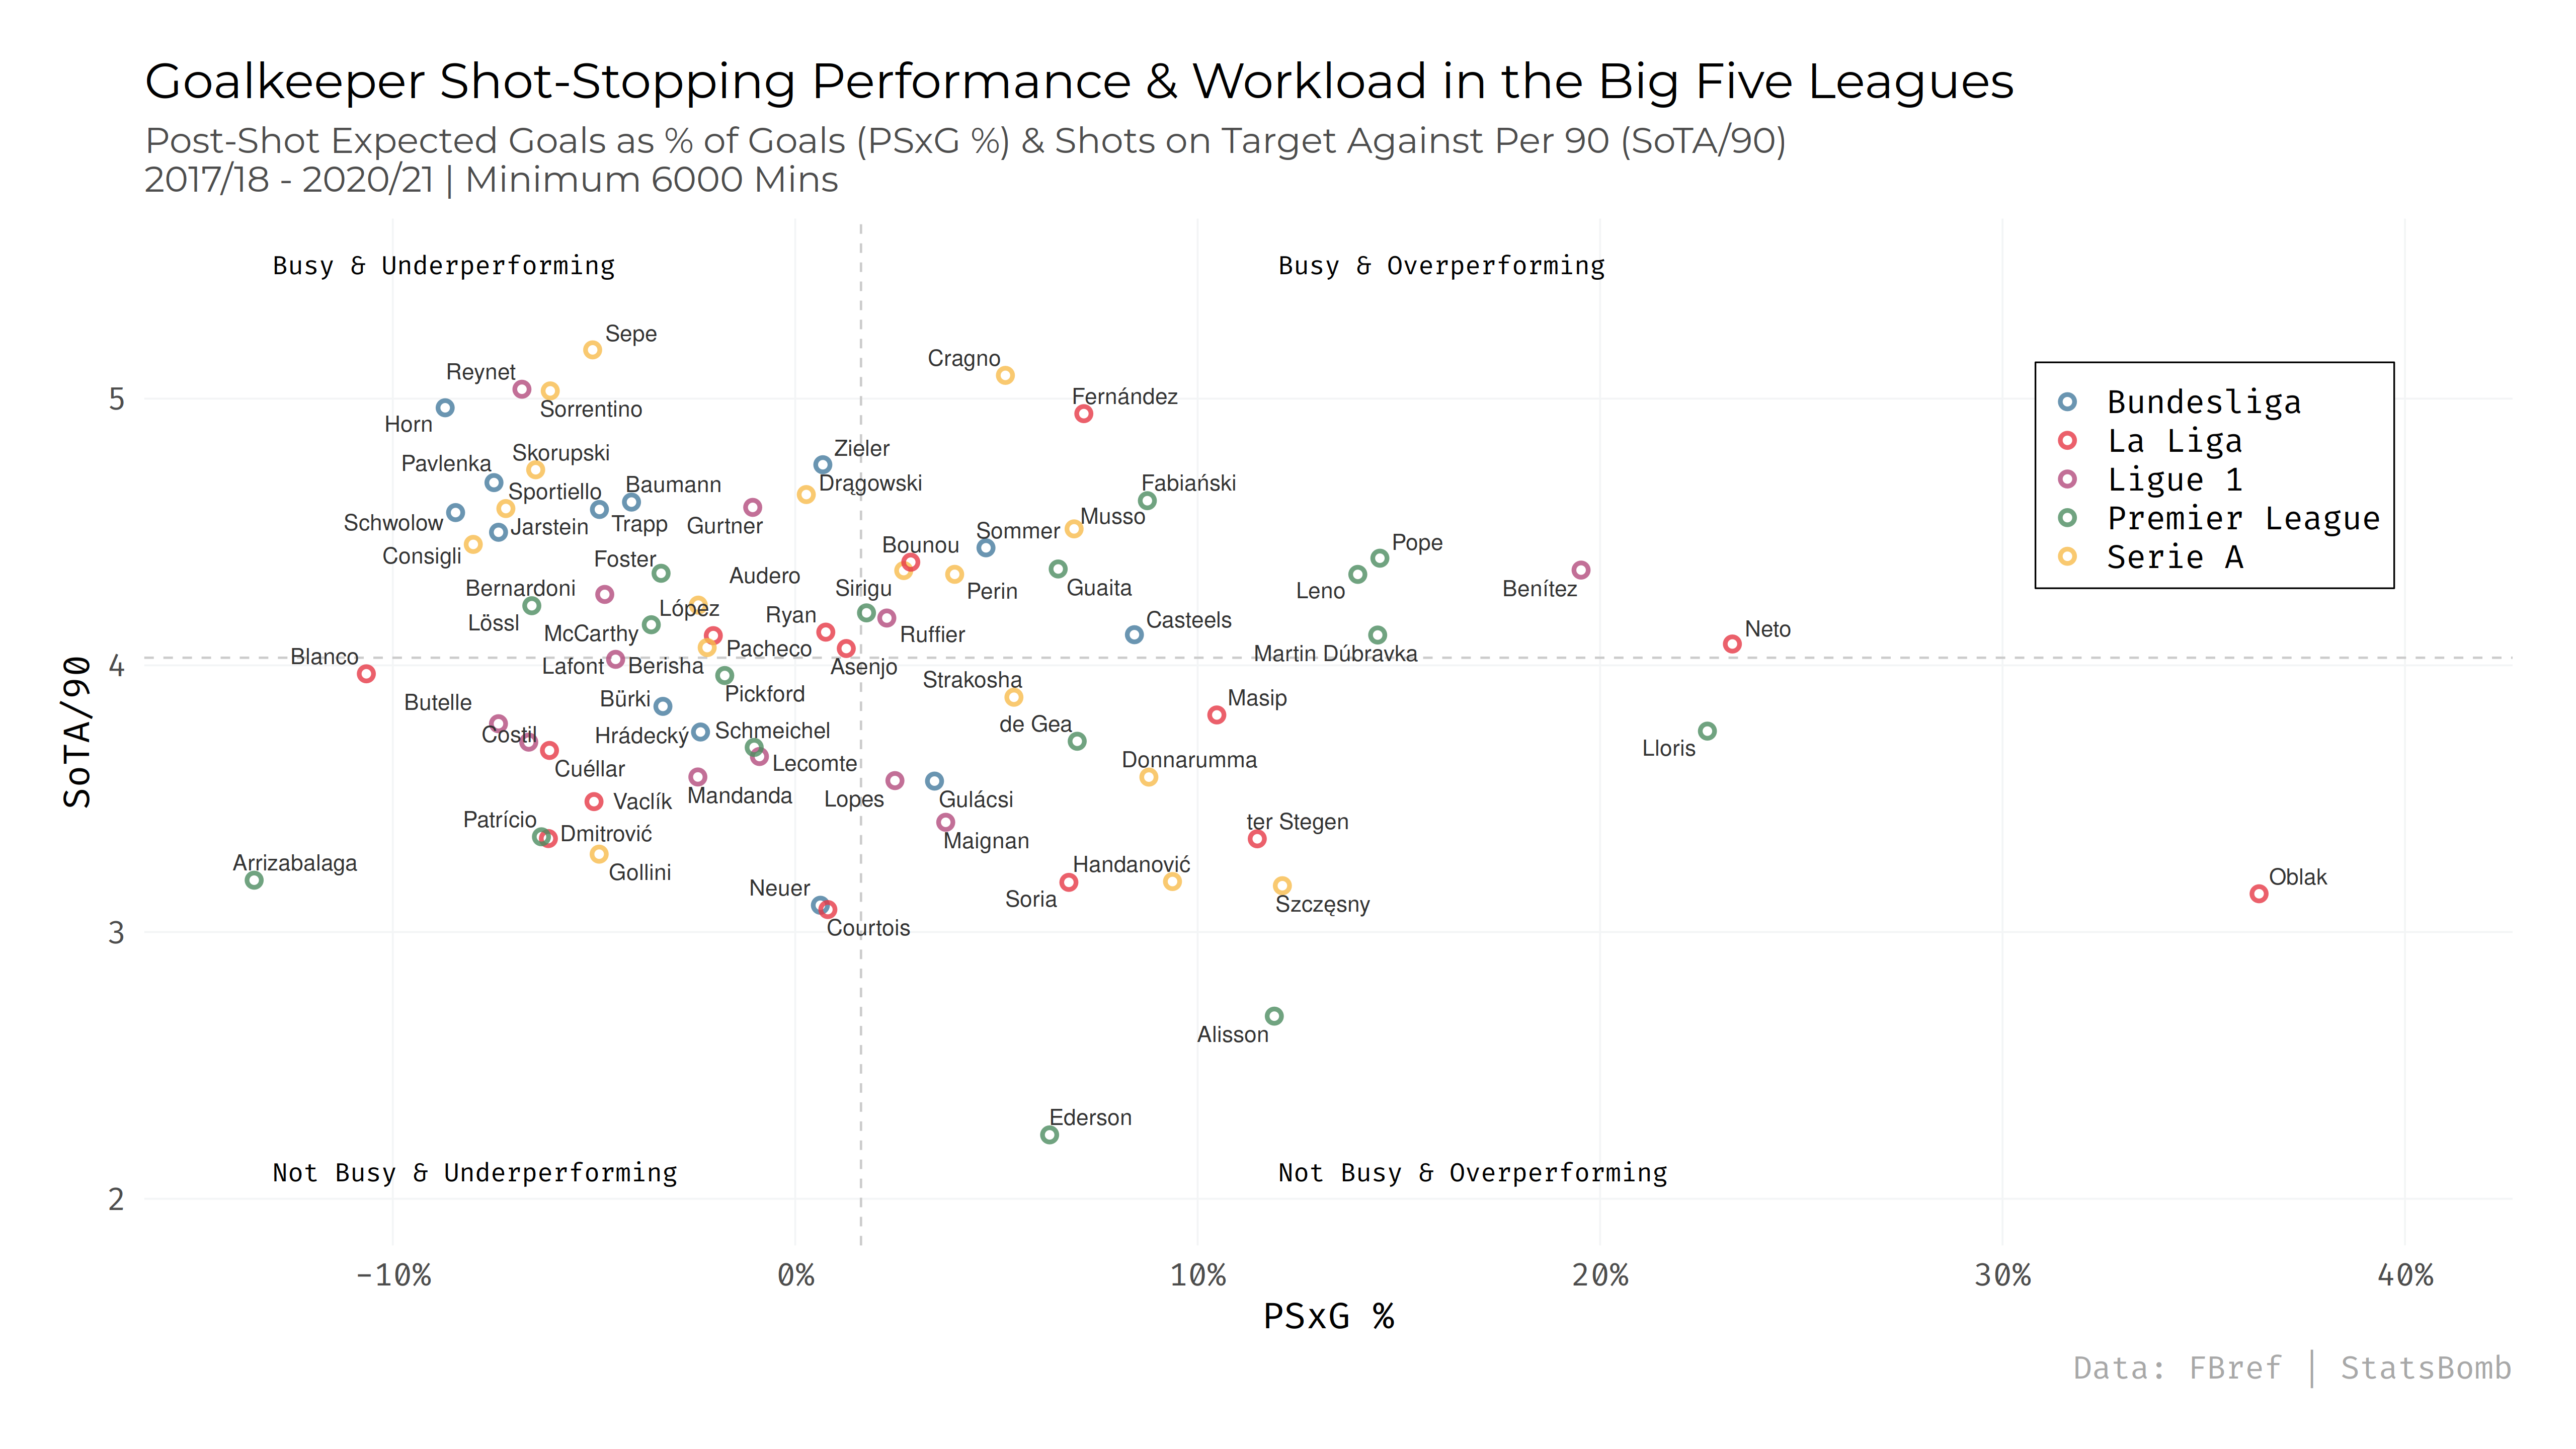 Goalkeeper Shot-Stopping Performance & Workload in the Big Five Leagues
Post-Shot Expected Goals as % of Goals (PSxG %) & Shots on Target Against Per 90 (SoTA/90)
2017/18 - 2020/21 | Minimum 6000 Mins
Busy & Underperforming
Busy & Overperforming
Sepe
Cragno
Reynet
Fernández
5
Sorrentino
Horn
Bundesliga
La Liga
Ligue 1
Premier League
Serie A
Zieler
Skorupski
Pavlenka
Drągowski
Fabiański
Baumann
Sportiello
Musso
Schwolow
Jarstein
Trapp
Gurtner
Sommer
Pope
Bounou
Consigli
Foster
Audero
Bernardoni
Sirigu
Guaita
Perin
Leno
Benítez
López
Ryan
Lössl
Casteels
Neto
McCarthy
Ruffier
Pacheco
Martin Dúbravka
Blanco
4
Lafont
Berisha
Asenjo
Strakosha
Pickford
Bürki
Masip
Butelle
de Gea
Schmeichel
Costil
Hrádecký
Lloris
Donnarumma
Lecomte
Cuéllar
Mandanda
Lopes
Gulácsi
Vaclík
Patrício
ter Stegen
Dmitrović
Maignan
Arrizabalaga
Handanović
Gollini
Oblak
Neuer
Soria
Szczęsny
Courtois
3
Alisson
Ederson
Not Busy & Underperforming
Not Busy & Overperforming
2
SoTA/90
-10%
0%
10%
20%
30%
40%
PSxG %
Data: FBref | StatsBomb